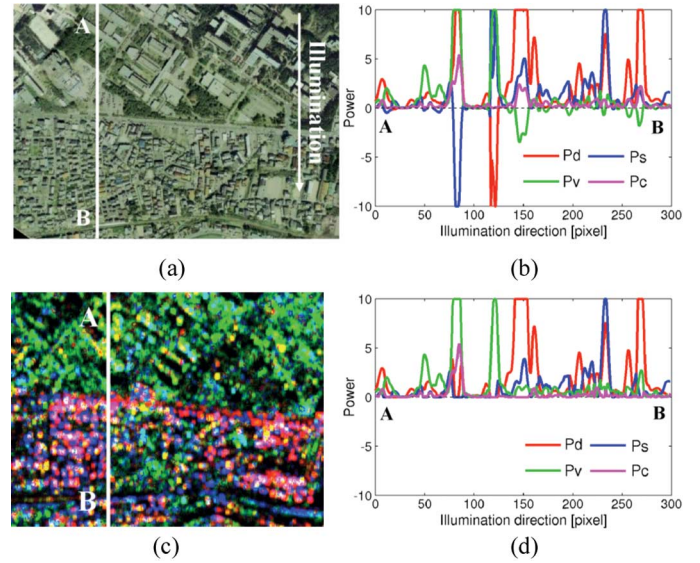 A
B
Illumination
(a)
10
5
0
-5
-10
Power
A
B
Pd
Ps
Pv
Pc
0
50
100
150
200
250
300
Illumination direction [pixel]
(b)
A
B
(c)
10
5
0
-5
-10
Power
A
B
Pd
Ps
Pv
Pc
0
50
100
150
200
250
300
Illumination direction [pixel]
(d)